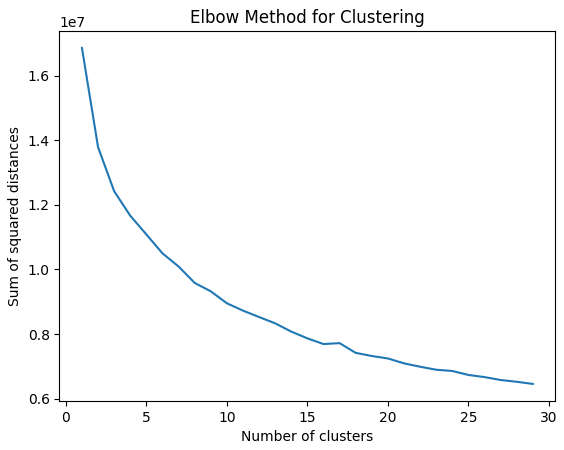 Elbow Method for Clustering
1e7
1.6
1.4
1.2
1.0
0.8
0.6
Sum of squared distances
0 5 10 15 20 25 30
Number of clusters